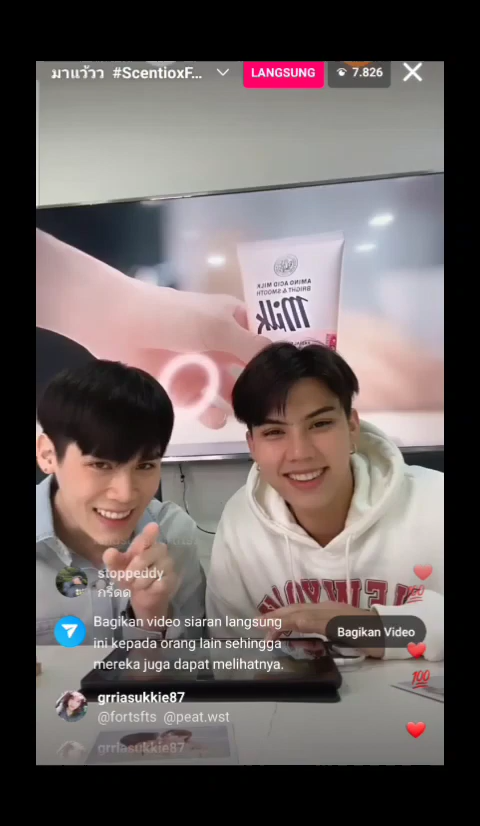 มาแว้วว #ScentioxF...
LANGSUNG
7.826
AMINO ACID MILK
BRIGHT & SMOOTH
Milk
stoppeddy
กรี้ดด
Bagikan video siaran langsung
ini kepada orang lain sehingga
mereka juga dapat melihatnya.
Bagikan Video
grriasukkie87
@fortsfts @peat.wst
grriasukkie87